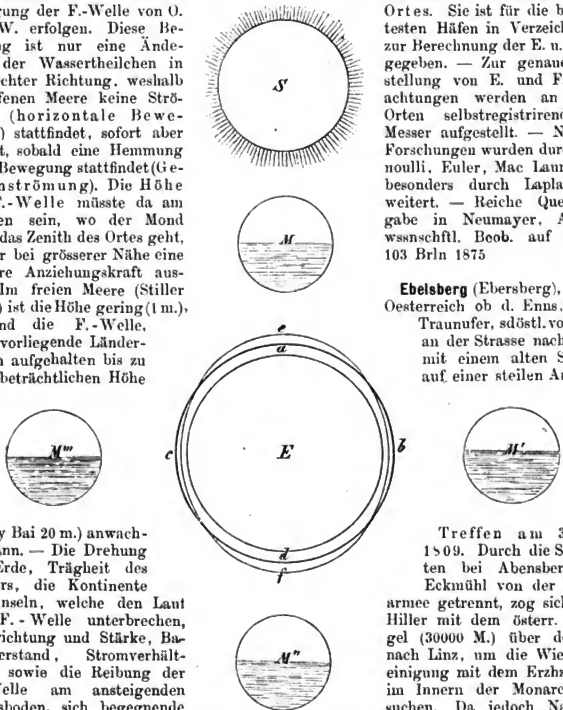 gung der F.-Welle von O.
W. erfolgen. Diese Be-
ng ist nur eine Ände-
der Wassertheilchen in
chter Richtung, weshalb
fenen Meere keine Strö-
(horizontale Bewe-
) stattfindet, sofort aber
t, sobald eine Hemmung
Bewegung stattfindet (Ge-
nströmung). Die Höhe
.-Welle müsste da am
en sein, wo der Mond
das Zenith des Ortes geht,
r bei grösserer Nähe eine
re Anziehungskraft aus-
Im freien Meere (Stiller
) ist die Höhe gering (1 m.),
nd die F.-Welle,
vorliegende Länder-
n aufgehalten bis zu
beträchtlichen Höhe
y Bai 20 m.) anwach-
nn. — Die Drehung
Erde, Trägheit des
rs, die Kontinente
nseln, welche den Lauf
F.-Welle unterbrechen,
richtung und Stärke, Ba-
erstand, Stromverhält-
sowie die Reibung der
elle am ansteigenden
sboden, sich begegnende
S
M
e
a
M'''
c
E
b
M'
d
f
M''
Ortes. Sie ist für die b
testen Häfen in Verzeich
zur Berechnung der E. u.
gegeben. — Zur genaue
stellung von E. und F
achtungen werden an
Orten selbstregistrirend
Messer aufgestellt. — N
Forschungen wurden dur
noulli, Euler, Mac Laur
besonders durch Lapla
weitert. — Reiche Que
gabe in Neumayer, A
wssnschftl. Beob. auf
103 Brln 1875
Ebelsberg (Ebersberg),
Oesterreich ob d. Enns,
Traunufer, sdöstl. vo
an der Strasse nach
mit einem alten S
auf einer steilen An
Treffen am 3
1809. Durch die S
ten bei Abensber
Eckmühl von der
armee getrennt, zog sich
Hiller mit dem österr.
gel (30000 M.) über d
nach Linz, um die Wie
einigung mit dem Erzhz
im Innern der Monarc
suchen. Da jedoch Na